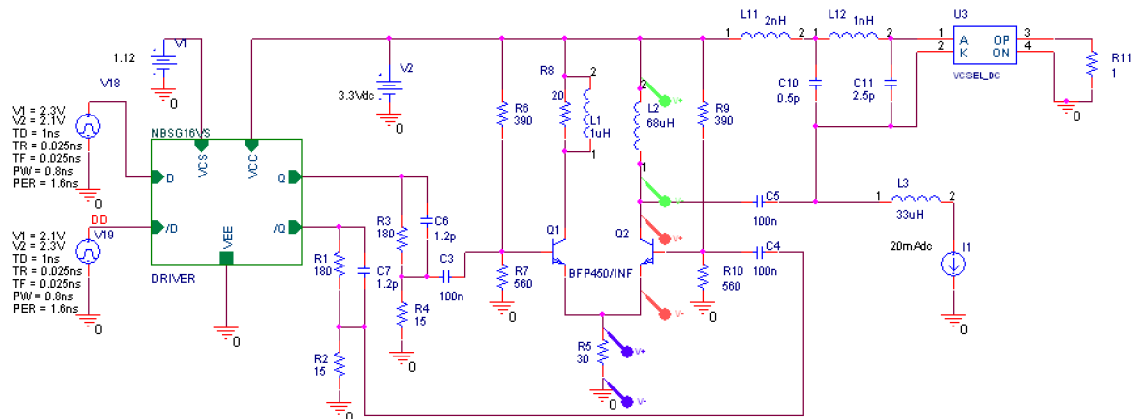 L11
2nH
1
2
L12
1nH
1
2
U3
1
A
OP
3
2
K
ON
4
VCSEL_DC
R11
1
0
V1
1.12
0
V18
V1 = 2.3V
V2 = 2.1V
TD = 1ns
TR = 0.025ns
TF = 0.025ns
PW = 0.8ns
PER = 1.6ns
0
V2
3.3Vdc
0
NBSG16VS
VCS
VCC
D
Q
/D
/Q
VEE
DRIVER
0
DD
V19
V1 = 2.1V
V2 = 2.3V
TD = 1ns
TR = 0.025ns
TF = 0.025ns
PW = 0.8ns
PER = 1.6ns
0
R8
20
2
L1
1uH
1
2
L2
68uH
1
V+
V-
R6
390
R9
390
C10
0.5p
C11
2.5p
R3
180
C6
1.2p
R1
180
C7
1.2p
C3
100n
R4
15
0
R2
15
0
R7
560
0
Q1
Q2
BFP450/INF
V+
V-
R10
560
0
C5
100n
C4
100n
R5
30
0
V+
V-
1
L3
2
33uH
20mAdc
I1
0